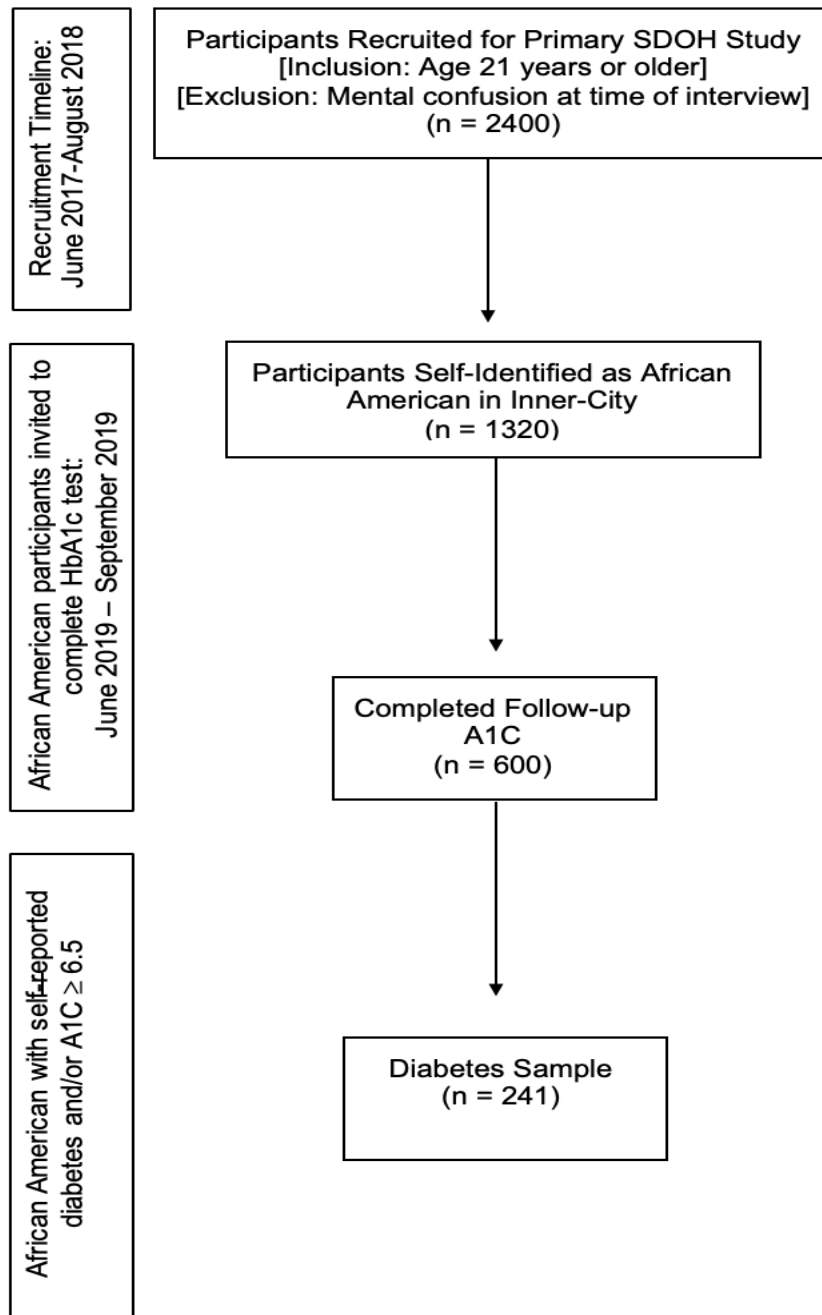 Recruitment Timeline:
June 2017-August 2018
Participants Recruited for Primary SDOH Study
[Inclusion: Age 21 years or older]
[Exclusion: Mental confusion at time of interview]
(n = 2400)
African American participants invited to
complete HbA1c test:
June 2019 – September 2019
Participants Self-Identified as African
American in Inner-City
(n = 1320)
Completed Follow-up
A1C
(n = 600)
African American with self-reported
diabetes and/or A1C ≥ 6.5
Diabetes Sample
(n = 241)